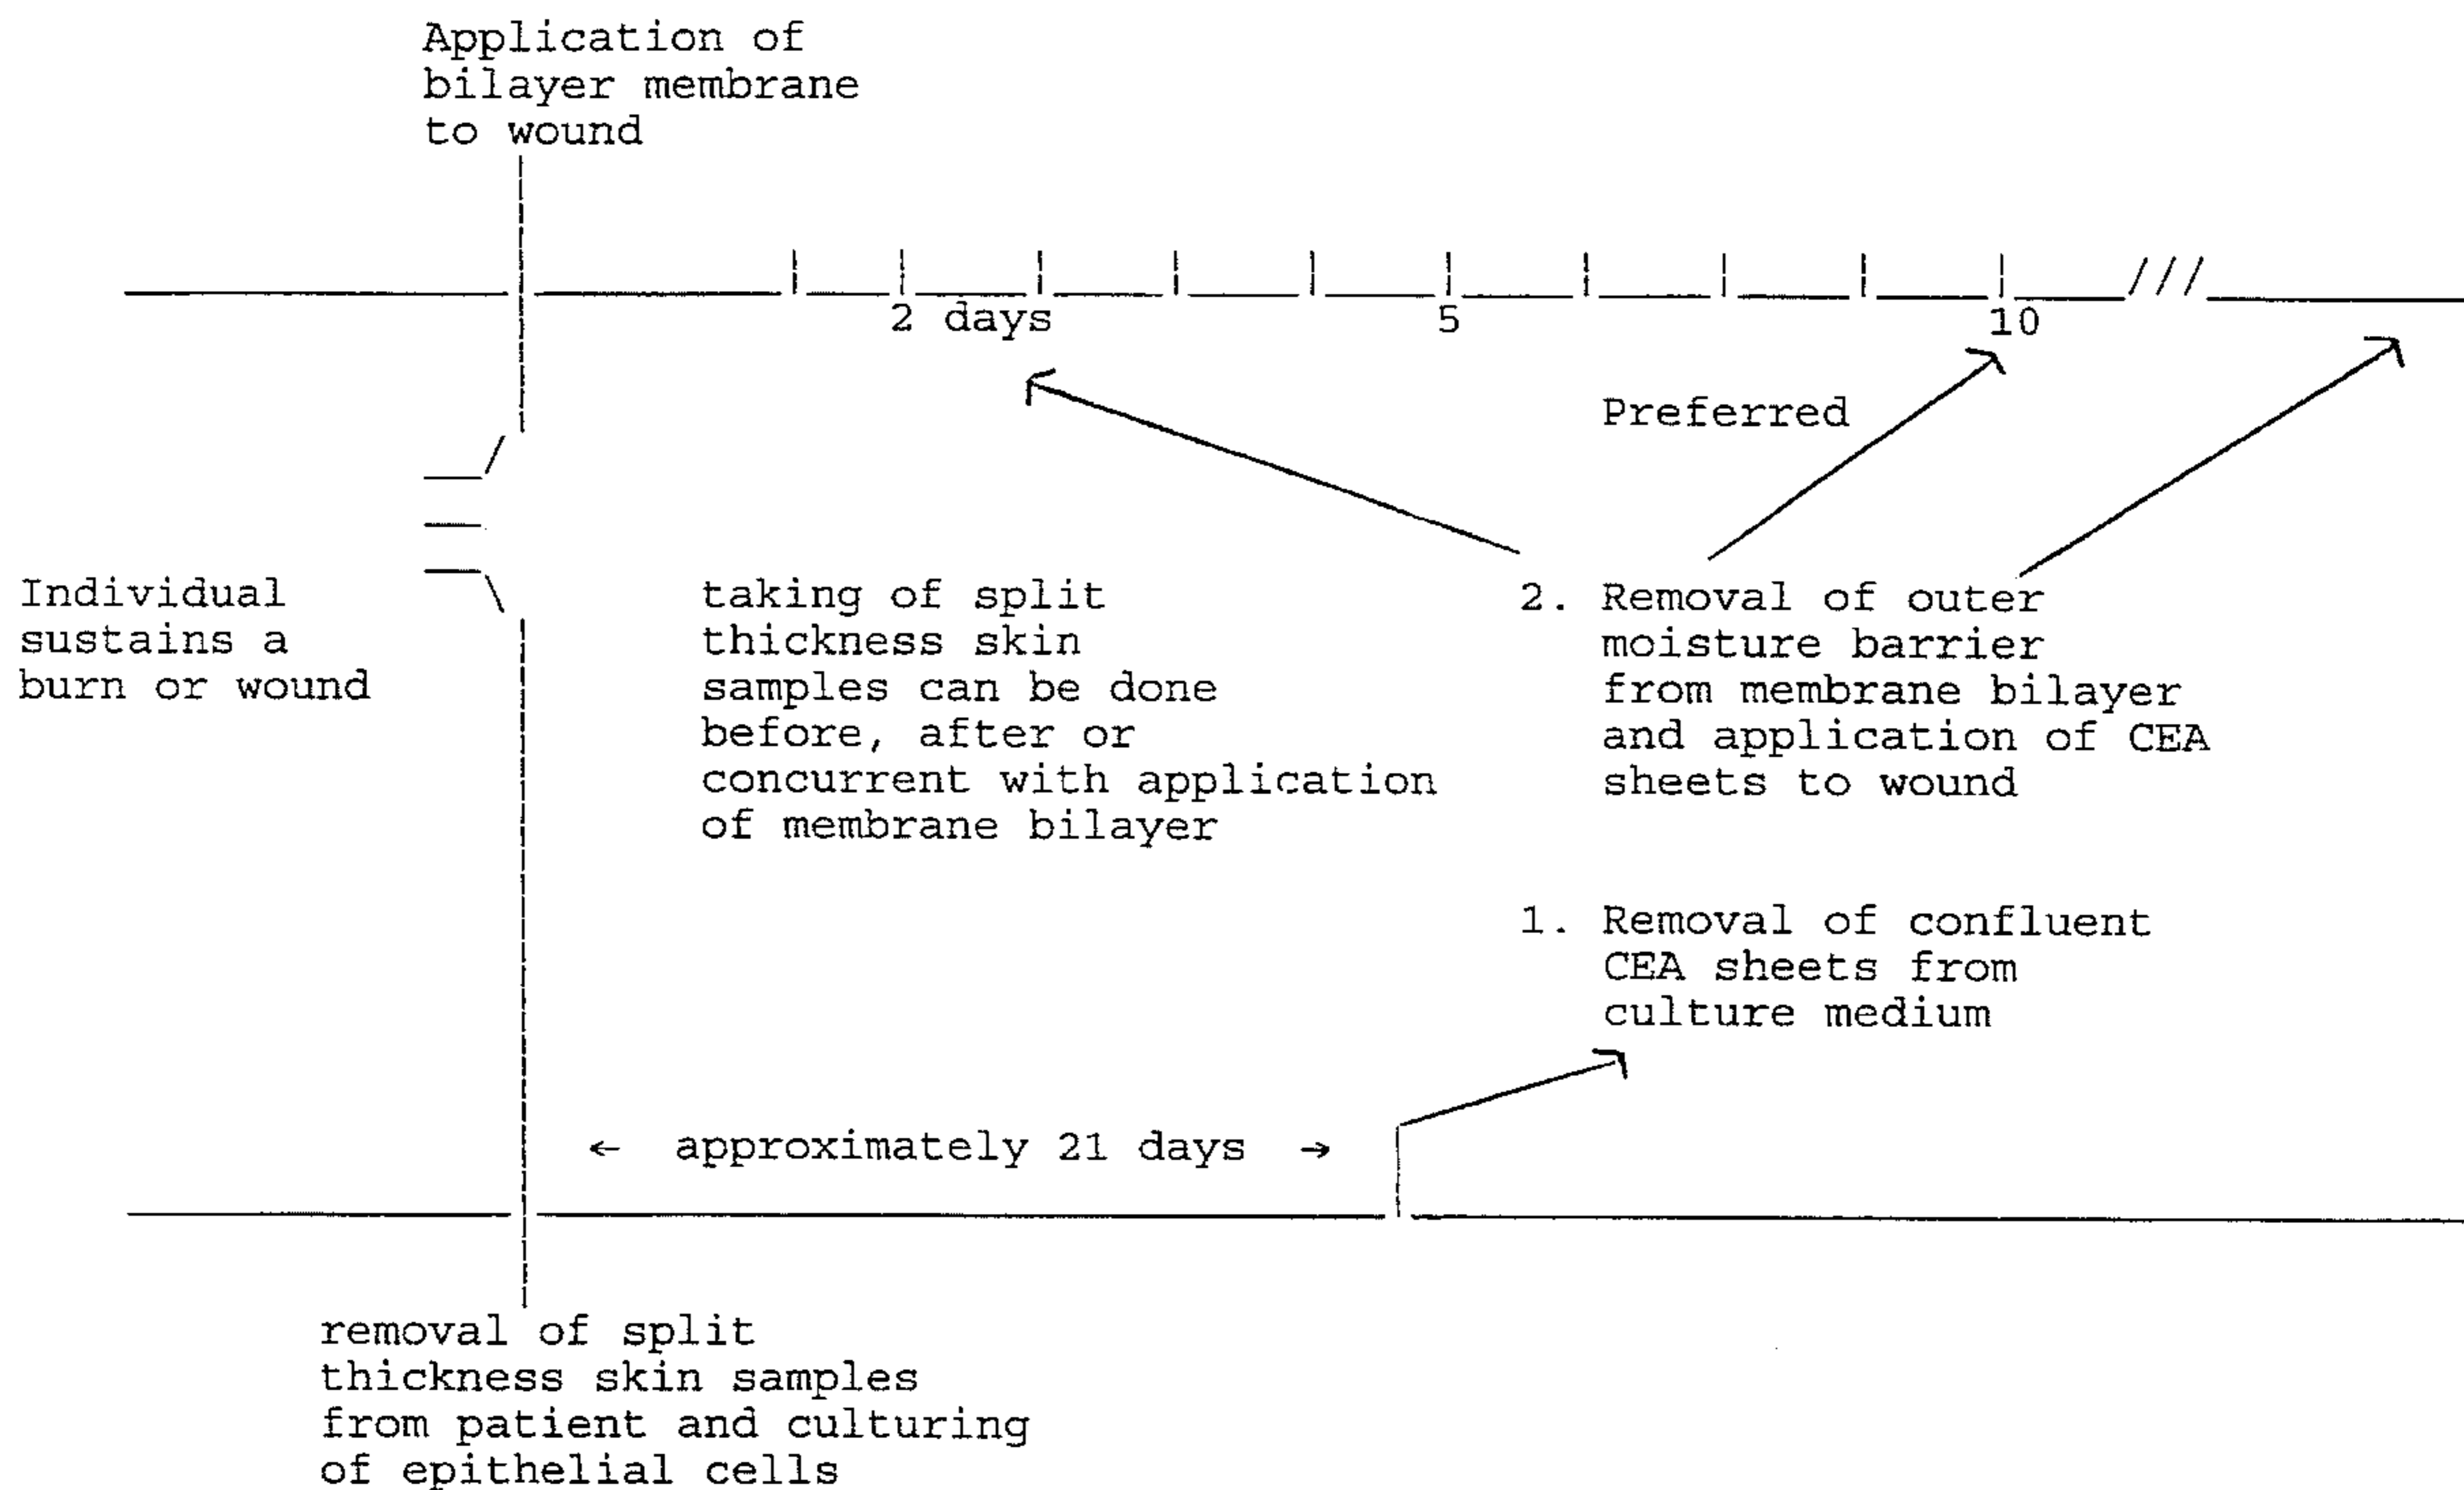 Application of
bilayer membrane
to wound
2 days
5
10
Preferred
Individual
sustains a
burn or wound
taking of split
thickness skin
samples can be done
before, after or
concurrent with application
of membrane bilayer
2. Removal of outer
moisture barrier
from membrane bilayer
and application of CEA
sheets to wound
1. Removal of confluent
CEA sheets from
culture medium
← approximately 21 days →
removal of split
thickness skin samples
from patient and culturing
of epithelial cells